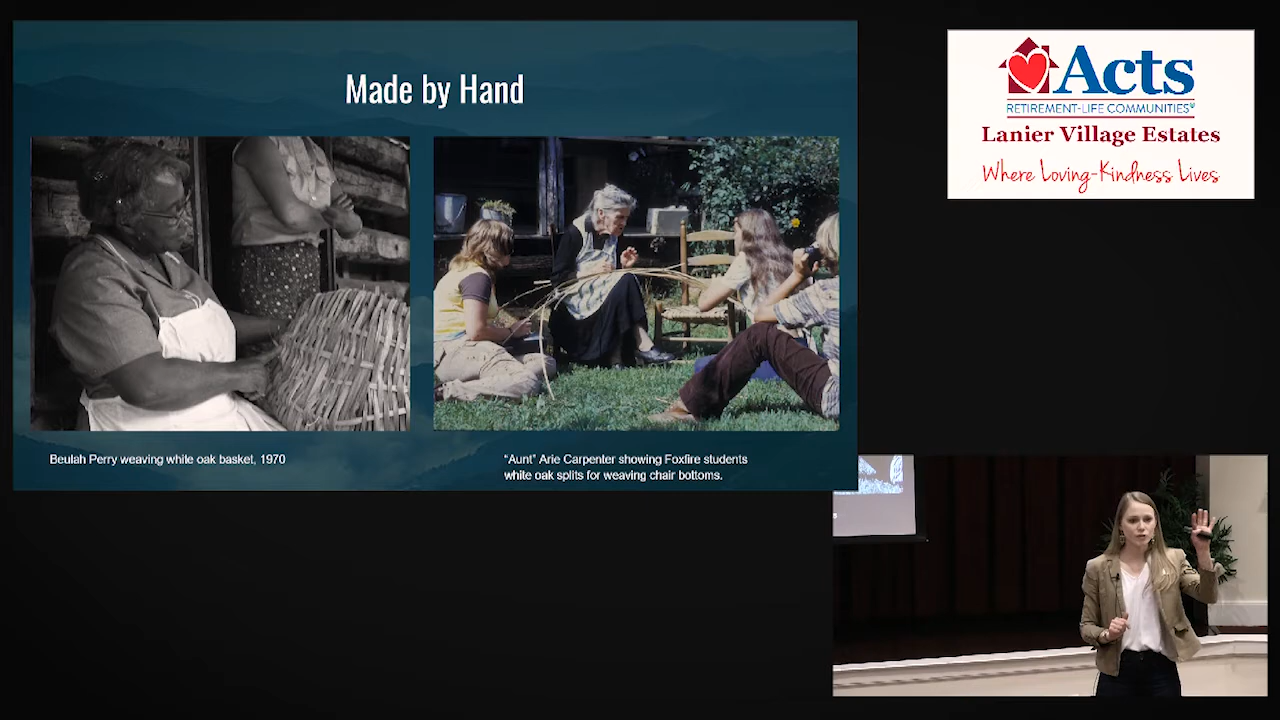 Made by Hand
Beulah Perry weaving white oak basket, 1970
"Aunt" Arie Carpenter showing Foxfire students
white oak splits for weaving chair bottoms.
Acts
RETIREMENT-LIFE COMMUNITIES®
Lanier Village Estates
Where Loving-Kindness Lives